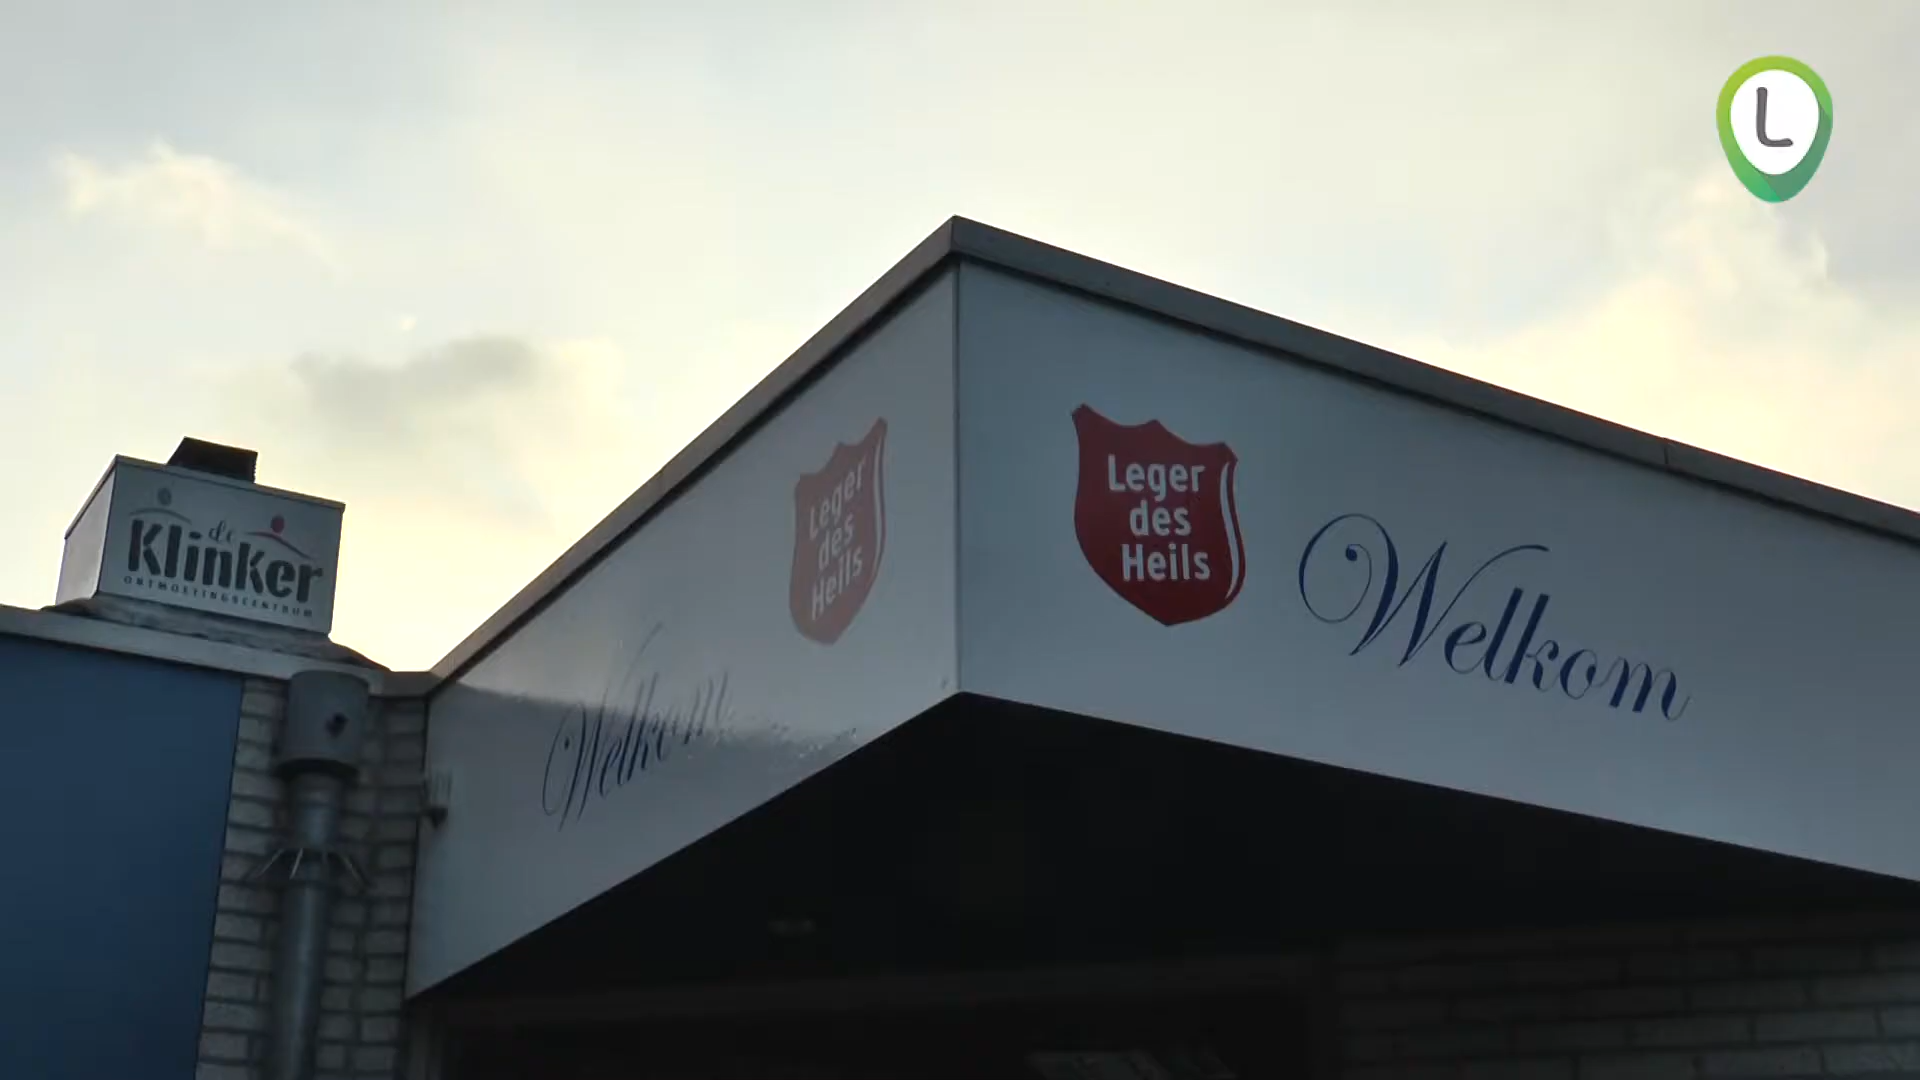 L
de
Klinker
ONTMOETINGSCENTRUM
Leger
des
Heils
Welkom
Leger
des
Heils
Welkom